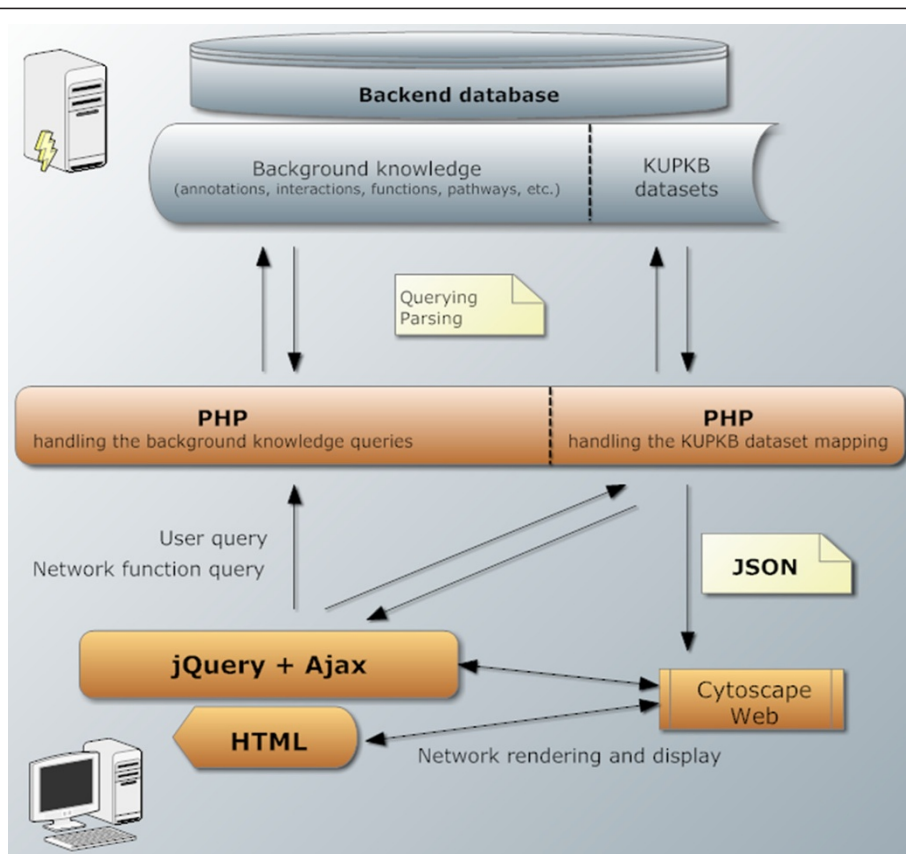 Backend database
Background knowledge
(annotations, interactions, functions, pathways, etc.)
KUPKB
datasets
Querying
Parsing
PHP
handling the background knowledge queries
PHP
handling the KUPKB dataset mapping
User query
Network function query
JSON
jQuery + Ajax
Cytoscape
Web
HTML
Network rendering and display